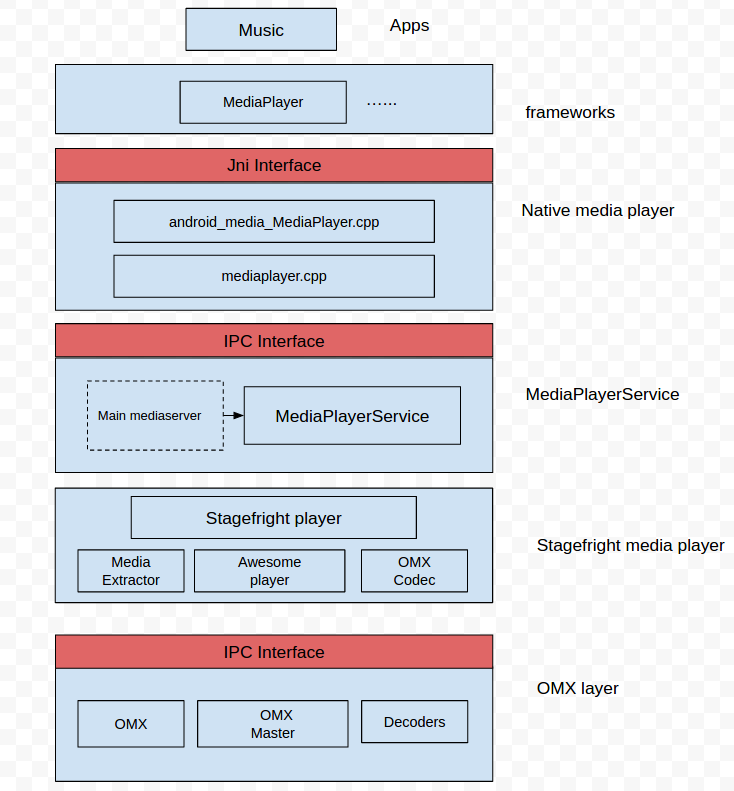 Music
Apps
MediaPlayer
......
frameworks
Jni Interface
android_media_MediaPlayer.cpp
Native media player
mediaplayer.cpp
IPC Interface
Main mediaserver
MediaPlayerService
MediaPlayerService
Stagefright player
Stagefright media player
Media
Extractor
Awesome
player
OMX
Codec
IPC Interface
OMX layer
OMX
OMX
Master
Decoders